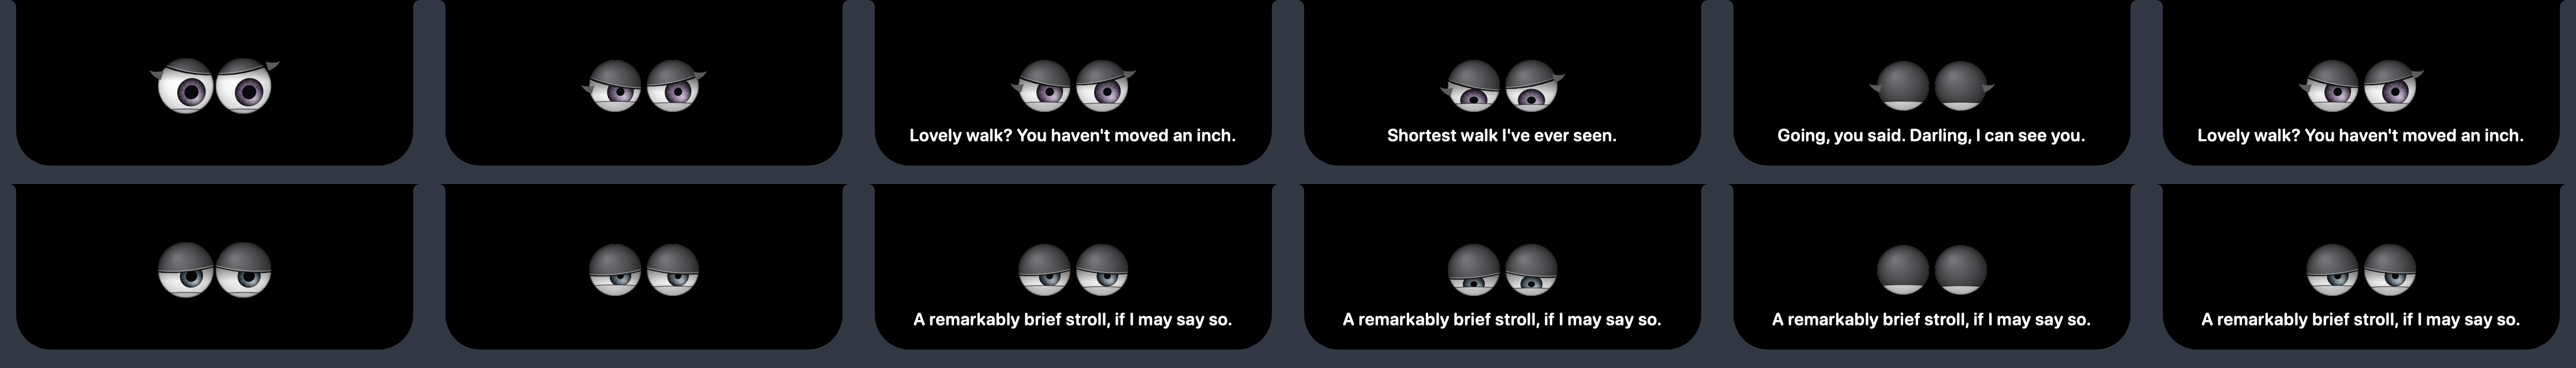 Lovely walk? You haven't moved an inch.
Shortest walk I've ever seen.
Going, you said. Darling, I can see you.
Lovely walk? You haven't moved an inch.
A remarkably brief stroll, if I may say so.
A remarkably brief stroll, if I may say so.
A remarkably brief stroll, if I may say so.
A remarkably brief stroll, if I may say so.